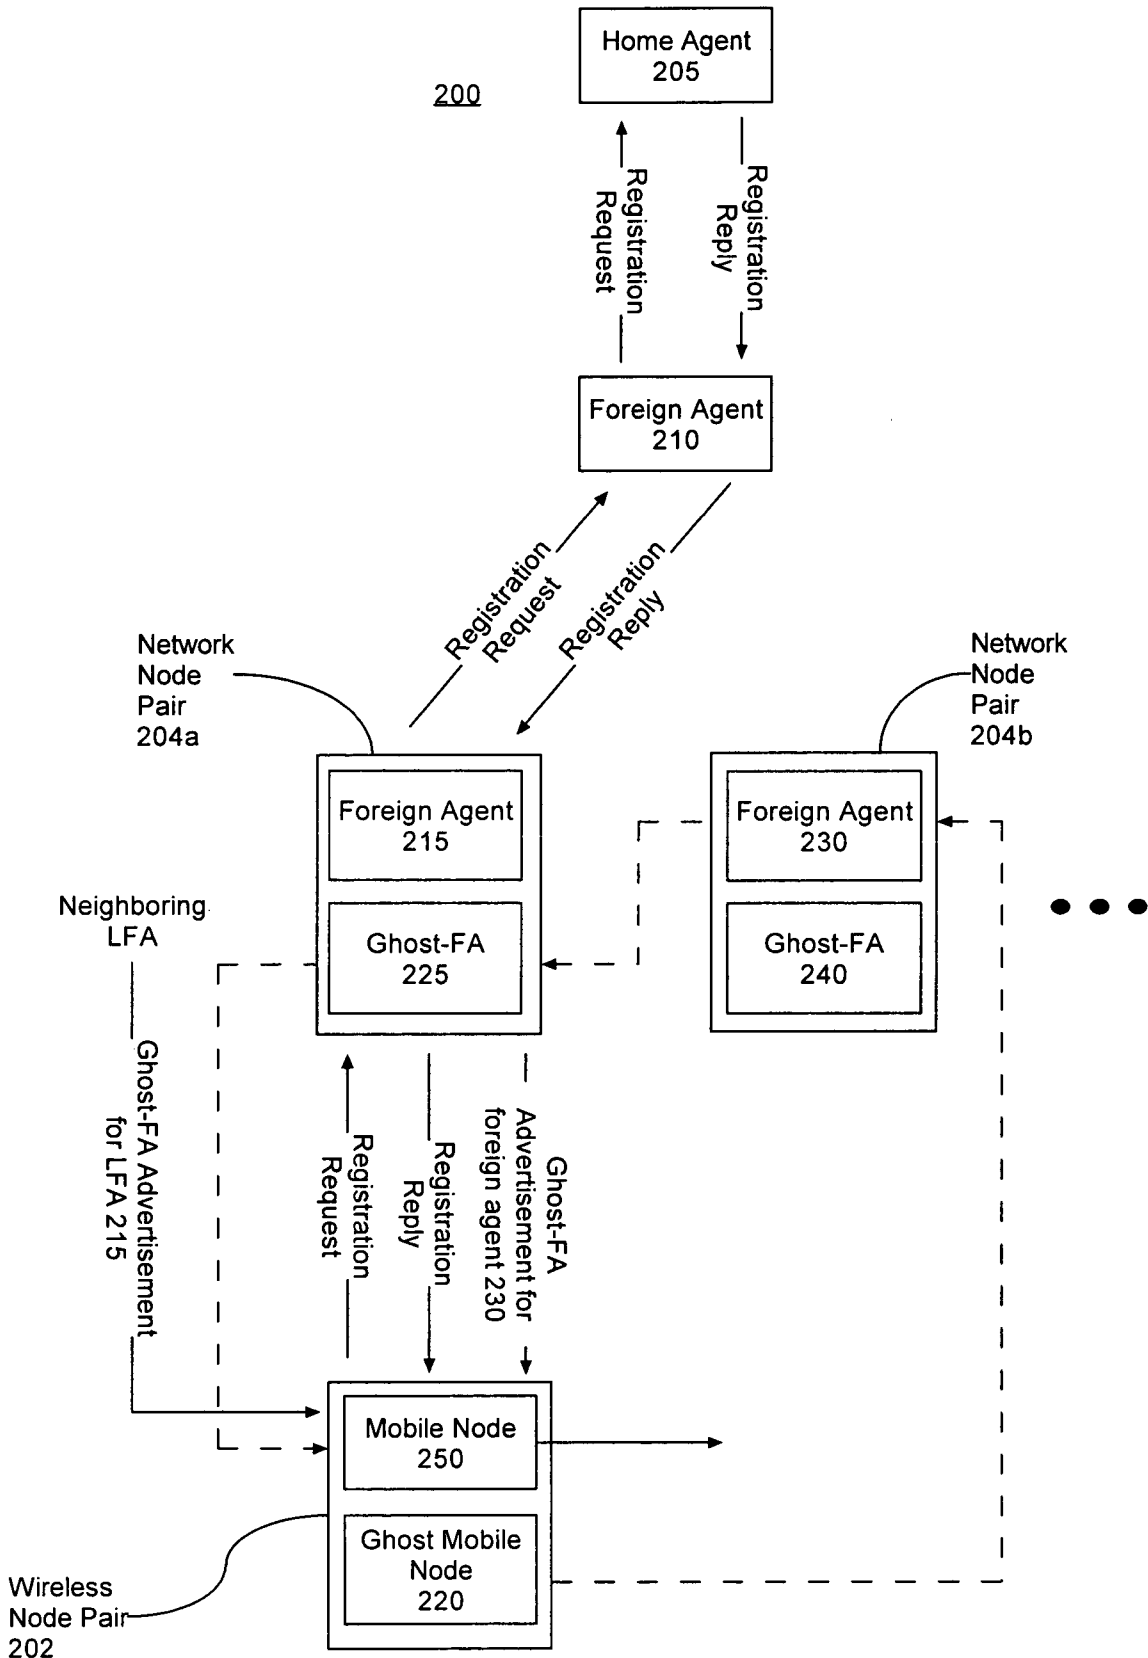 Home Agent
205
200
Registration
Request
Registration
Reply
Foreign Agent
210
Registration
Request
Registration
Reply
Network
Node
Pair
204a
Network
Node
Pair
204b
Foreign Agent
215
Foreign Agent
230
Neighboring
LFA
Ghost-FA
225
Ghost-FA
240
Ghost-FA Advertisement
for LFA 215
Registration
Request
Registration
Reply
Ghost-FA
Advertisement for
foreign agent 230
Mobile Node
250
Ghost Mobile
Node
220
Wireless
Node Pair
202